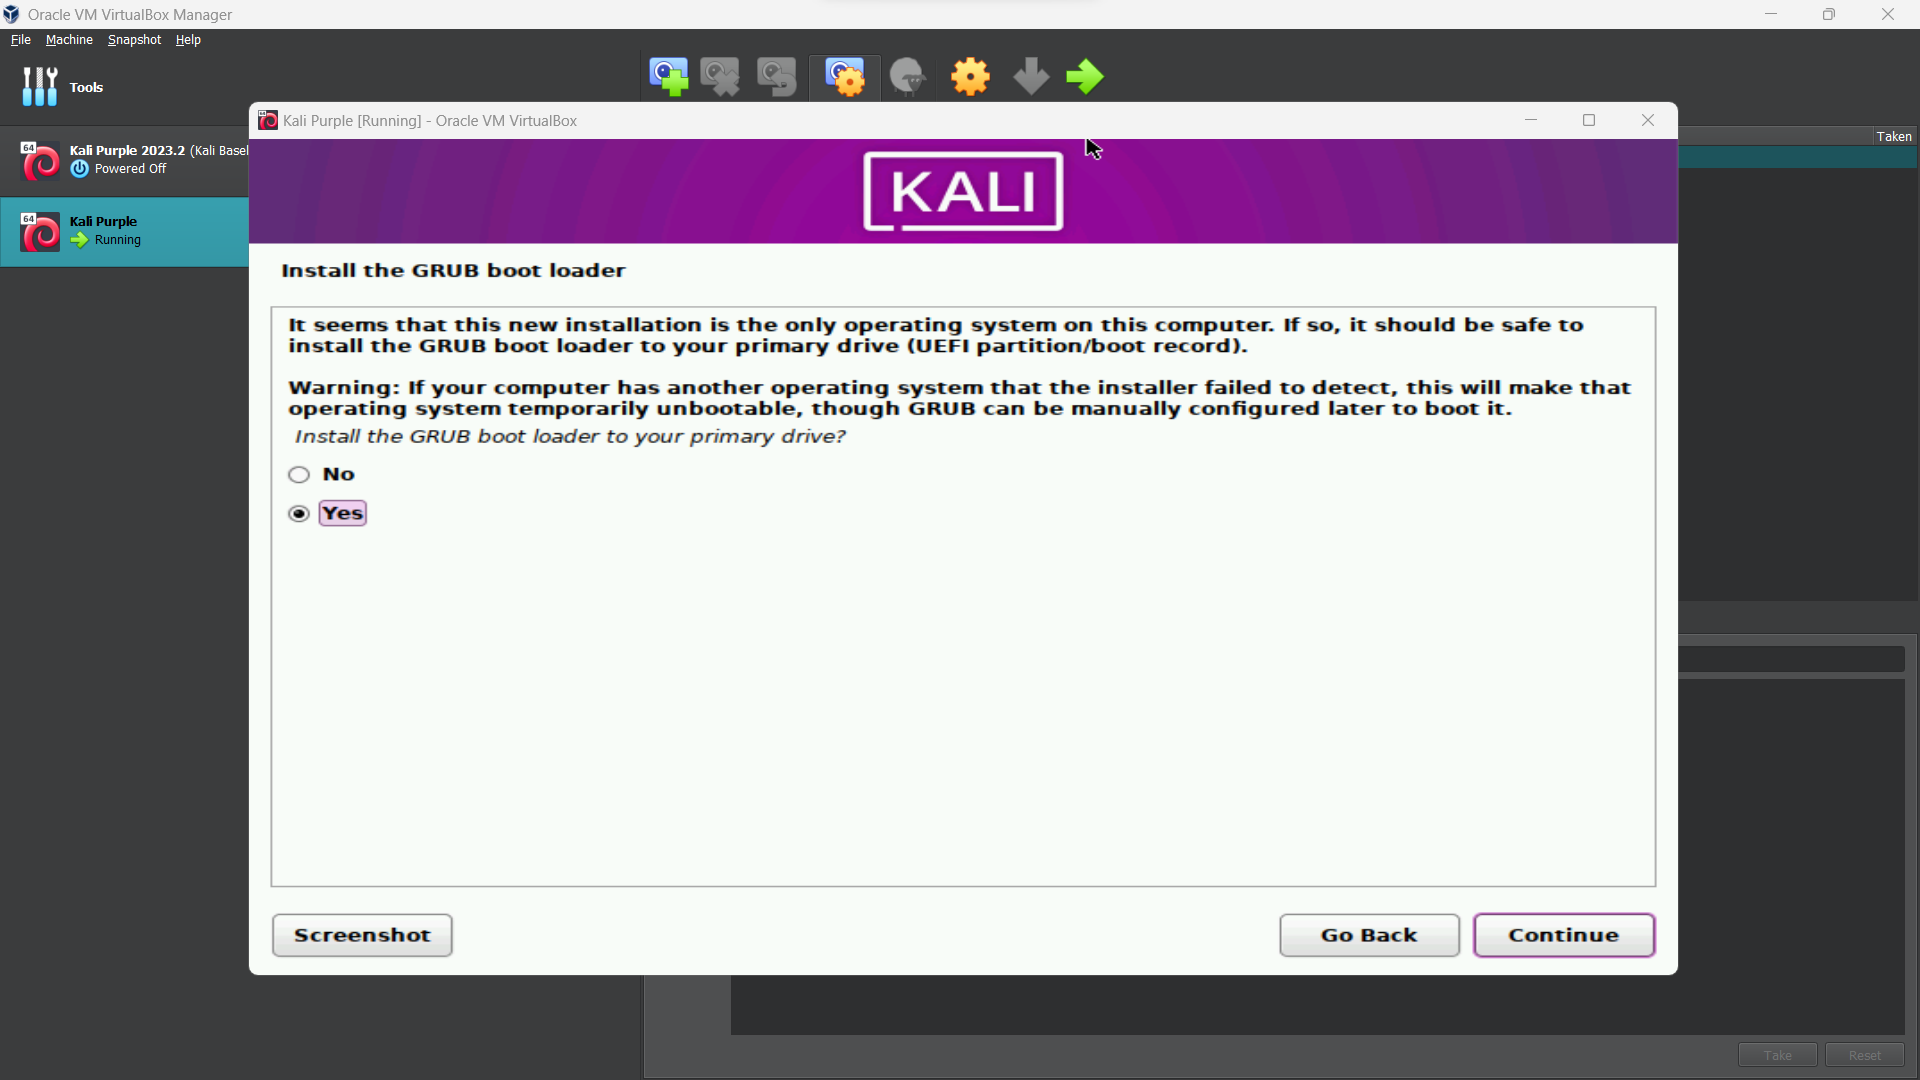 Oracle VM VirtualBox Manager
File Machine Snapshot Help
Tools
64
Kali Purple 2023.2 (Kali Basel
Powered Off
64
Kali Purple
Running
Taken
64
Kali Purple [Running] - Oracle VM VirtualBox
KALI
Install the GRUB boot loader
It seems that this new installation is the only operating system on this computer. If so, it should be safe to
install the GRUB boot loader to your primary drive (UEFI partition/boot record).
Warning: If your computer has another operating system that the installer failed to detect, this will make that
operating system temporarily unbootable, though GRUB can be manually configured later to boot it.
Install the GRUB boot loader to your primary drive?
No
Yes
Screenshot
Go Back
Continue
Take
Reset